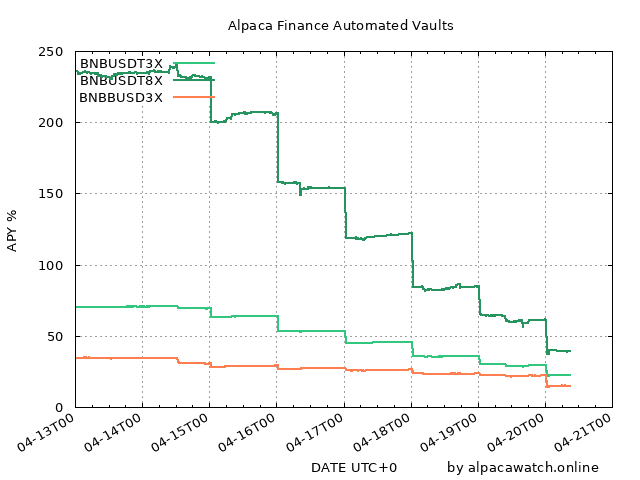 Alpaca Finance Automated Vaults
250
200
150
100
50
0
APY %
BNBUSDT3X
BNBUSDT8X
BNBBUSD3X
04-13T00
04-14T00
04-15T00
04-16T00
04-17T00
04-18T00
04-19T00
04-20T00
04-21T00
DATE UTC+0
by alpacawatch.online